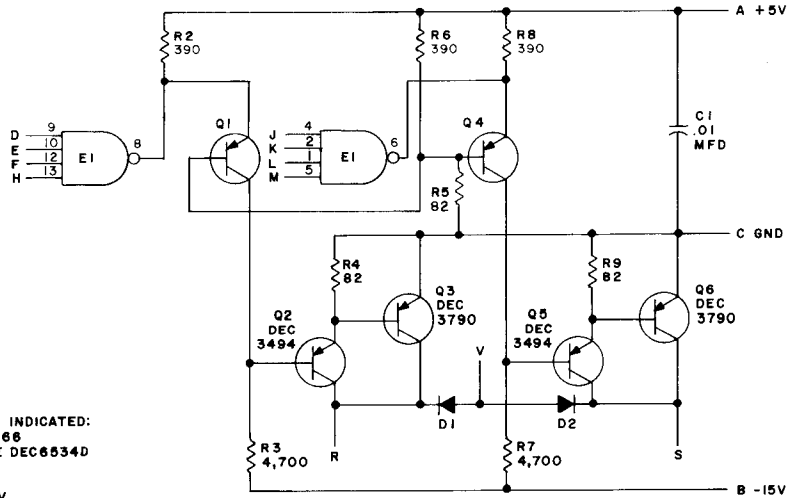 A +5V
R2
390
R6
390
R8
390
Q1
Q4
C1
.01
MFD
D 9
E 10
F 12
H 13
E1
8
J 4
K 2
L 1
M 5
E1
6
R5
82
C GND
R4
82
Q3
DEC
3790
R9
82
Q6
DEC
3790
Q2
DEC
3494
Q5
DEC
3494
V
D1
D2
R
S
INDICATED:
66
DEC6534D
R3
4,700
R7
4,700
B -15V